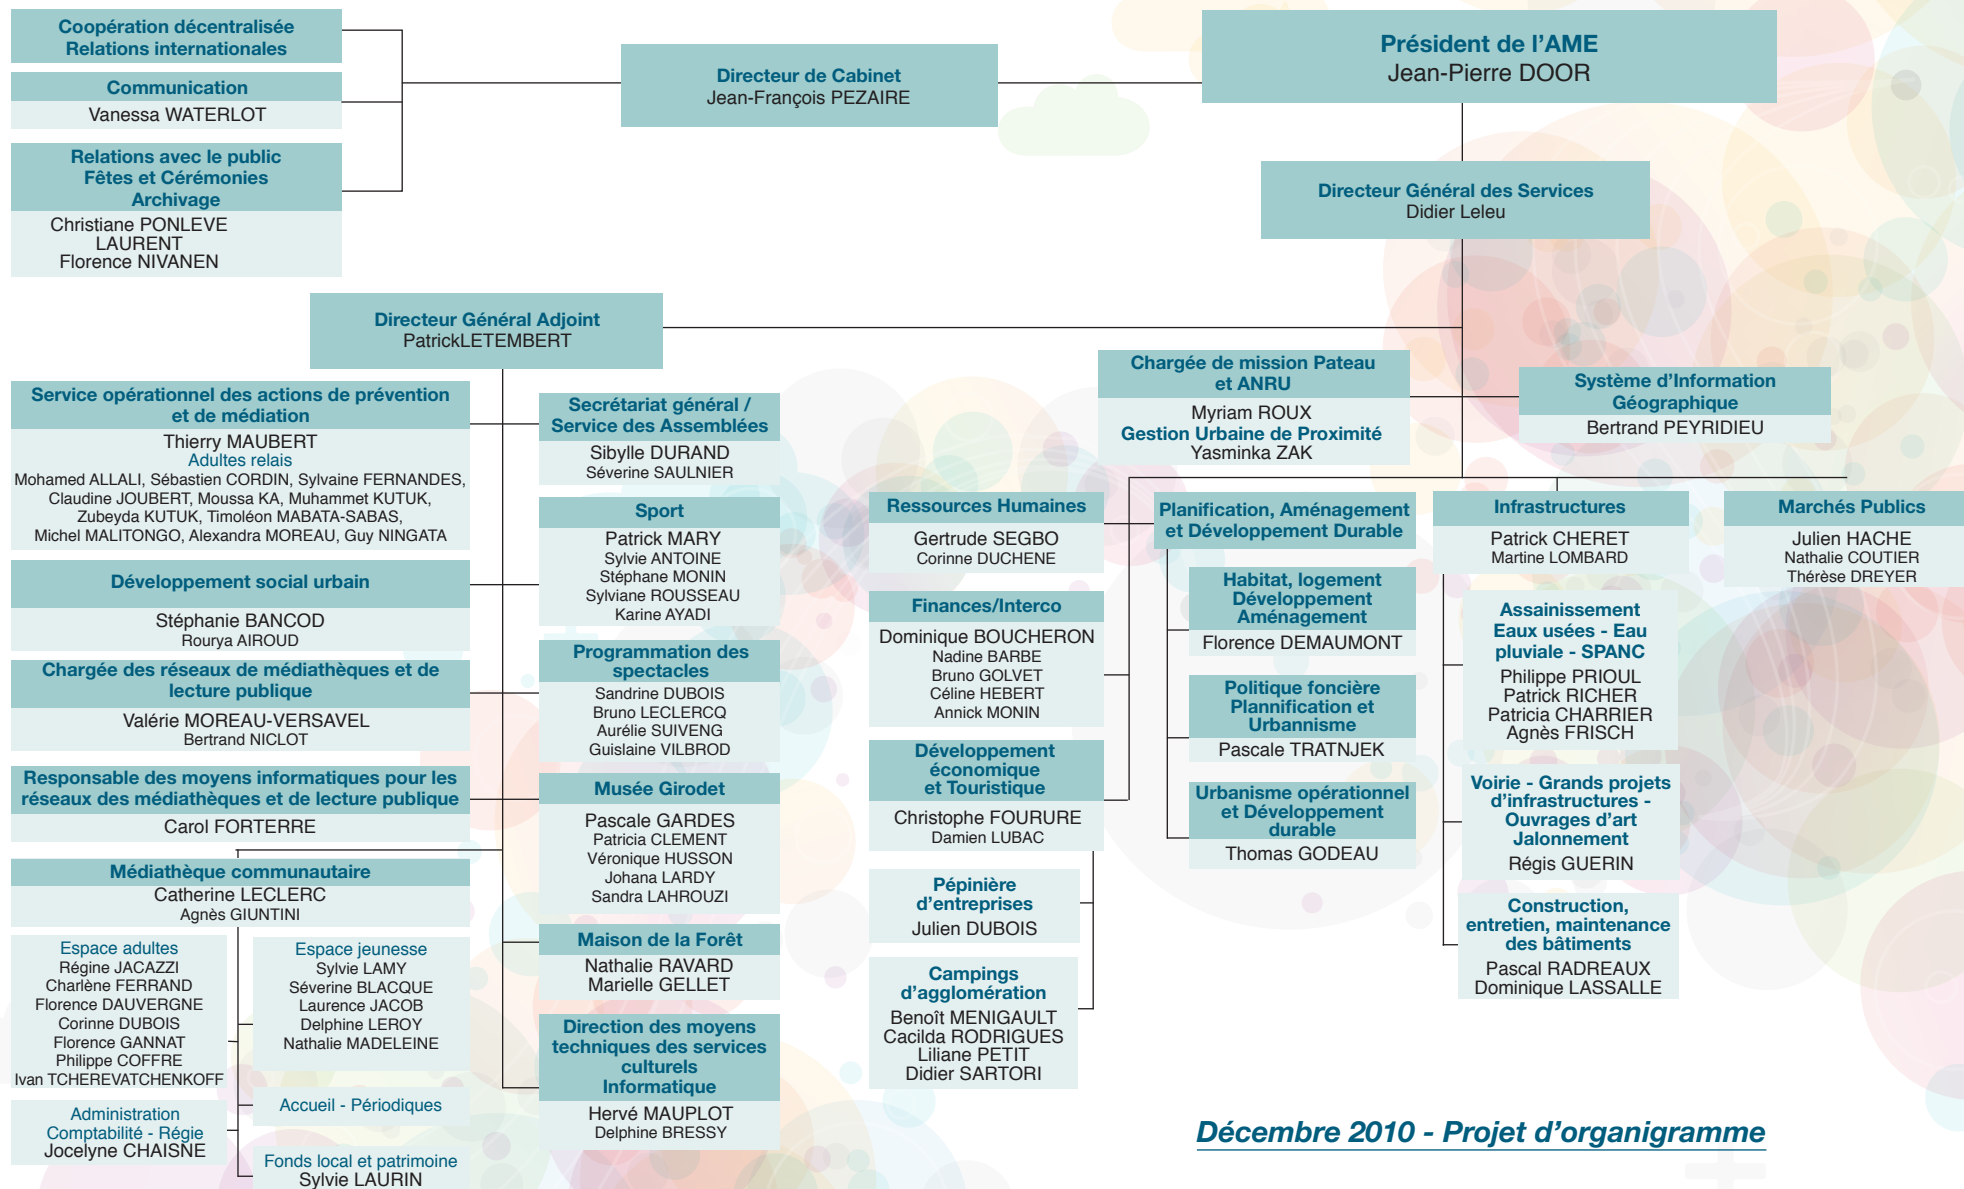 Coopération décentralisée
Relations internationales
Communication
Vanessa WATERLOT
Relations avec le public
Fêtes et Cérémonies
Archivage
Christiane PONLEVE
LAURENT
Florence NIVANEN
Directeur de Cabinet
Jean-François PEZAIRE
Président de l'AME
Jean-Pierre DOOR
Directeur Général des Services
Didier Leleu
Directeur Général Adjoint
PatrickLETEMBERT
Service opérationnel des actions de prévention
et de médiation
Thierry MAUBERT
Adultes relais
Mohamed ALLALI, Sébastien CORDIN, Sylvaine FERNANDES,
Claudine JOUBERT, Moussa KA, Muhammet KUTUK,
Zubeyda KUTUK, Timoléon MABATA-SABAS,
Michel MALITONGO, Alexandra MOREAU, Guy NINGATA
Développement social urbain
Stéphanie BANCOD
Rourya AIROUD
Chargée des réseaux de médiathèques et de
lecture publique
Valérie MOREAU-VERSAVEL
Bertrand NICLOT
Responsable des moyens informatiques pour les
réseaux des médiathèques et de lecture publique
Carol FORTERRE
Médiathèque communautaire
Catherine LECLERC
Agnès GIUNTINI
Espace adultes
Régine JACAZZI
Charlène FERRAND
Florence DAUVERGNE
Corinne DUBOIS
Florence GANNAT
Philippe COFFRE
Ivan TCHEREVATCHENKOFF
Administration
Comptabilité - Régie
Jocelyne CHAISNE
Espace jeunesse
Sylvie LAMY
Séverine BLACQUE
Laurence JACOB
Delphine LEROY
Nathalie MADELEINE
Accueil - Périodiques
Fonds local et patrimoine
Sylvie LAURIN
Secrétariat général /
Service des Assemblées
Sibylle DURAND
Séverine SAULNIER
Sport
Patrick MARY
Sylvie ANTOINE
Stéphane MONIN
Sylviane ROUSSEAU
Karine AYADI
Programmation des
spectacles
Sandrine DUBOIS
Bruno LECLERCQ
Aurélie SUIVENG
Guislaine VILBROD
Musée Girodet
Pascale GARDES
Patricia CLEMENT
Véronique HUSSON
Johana LARDY
Sandra LAHROUZI
Maison de la Forêt
Nathalie RAVARD
Marielle GELLET
Direction des moyens
techniques des services
culturels
Informatique
Hervé MAUPLOT
Delphine BRESSY
Chargée de mission Pateau
et ANRU
Myriam ROUX
Gestion Urbaine de Proximité
Yasminka ZAK
Système d'Information
Géographique
Bertrand PEYRIDIEU
Ressources Humaines
Gertrude SEGBO
Corinne DUCHENE
Finances/Interco
Dominique BOUCHERON
Nadine BARBE
Bruno GOLVET
Céline HEBERT
Annick MONIN
Développement
économique
et Touristique
Christophe FOURURE
Damien LUBAC
Pépinière
d'entreprises
Julien DUBOIS
Campings
d'agglomération
Benoît MENIGAULT
Cacilda RODRIGUES
Liliane PETIT
Didier SARTORI
Planification, Aménagement
et Développement Durable
Habitat, logement
Développement
Aménagement
Florence DEMAUMONT
Politique foncière
Plannification et
Urbannisme
Pascale TRATNJEK
Urbanisme opérationnel
et Développement
durable
Thomas GODEAU
Infrastructures
Patrick CHERET
Martine LOMBARD
Assainissement
Eaux usées - Eau
pluviale - SPANC
Philippe PRIOUL
Patrick RICHER
Patricia CHARRIER
Agnès FRISCH
Voirie - Grands projets
d'infrastructures -
Ouvrages d'art
Jalonnement
Régis GUERIN
Construction,
entretien, maintenance
des bâtiments
Pascal RADREAUX
Dominique LASSALLE
Marchés Publics
Julien HACHE
Nathalie COUTIER
Thérèse DREYER
Décembre 2010 - Projet d'organigramme